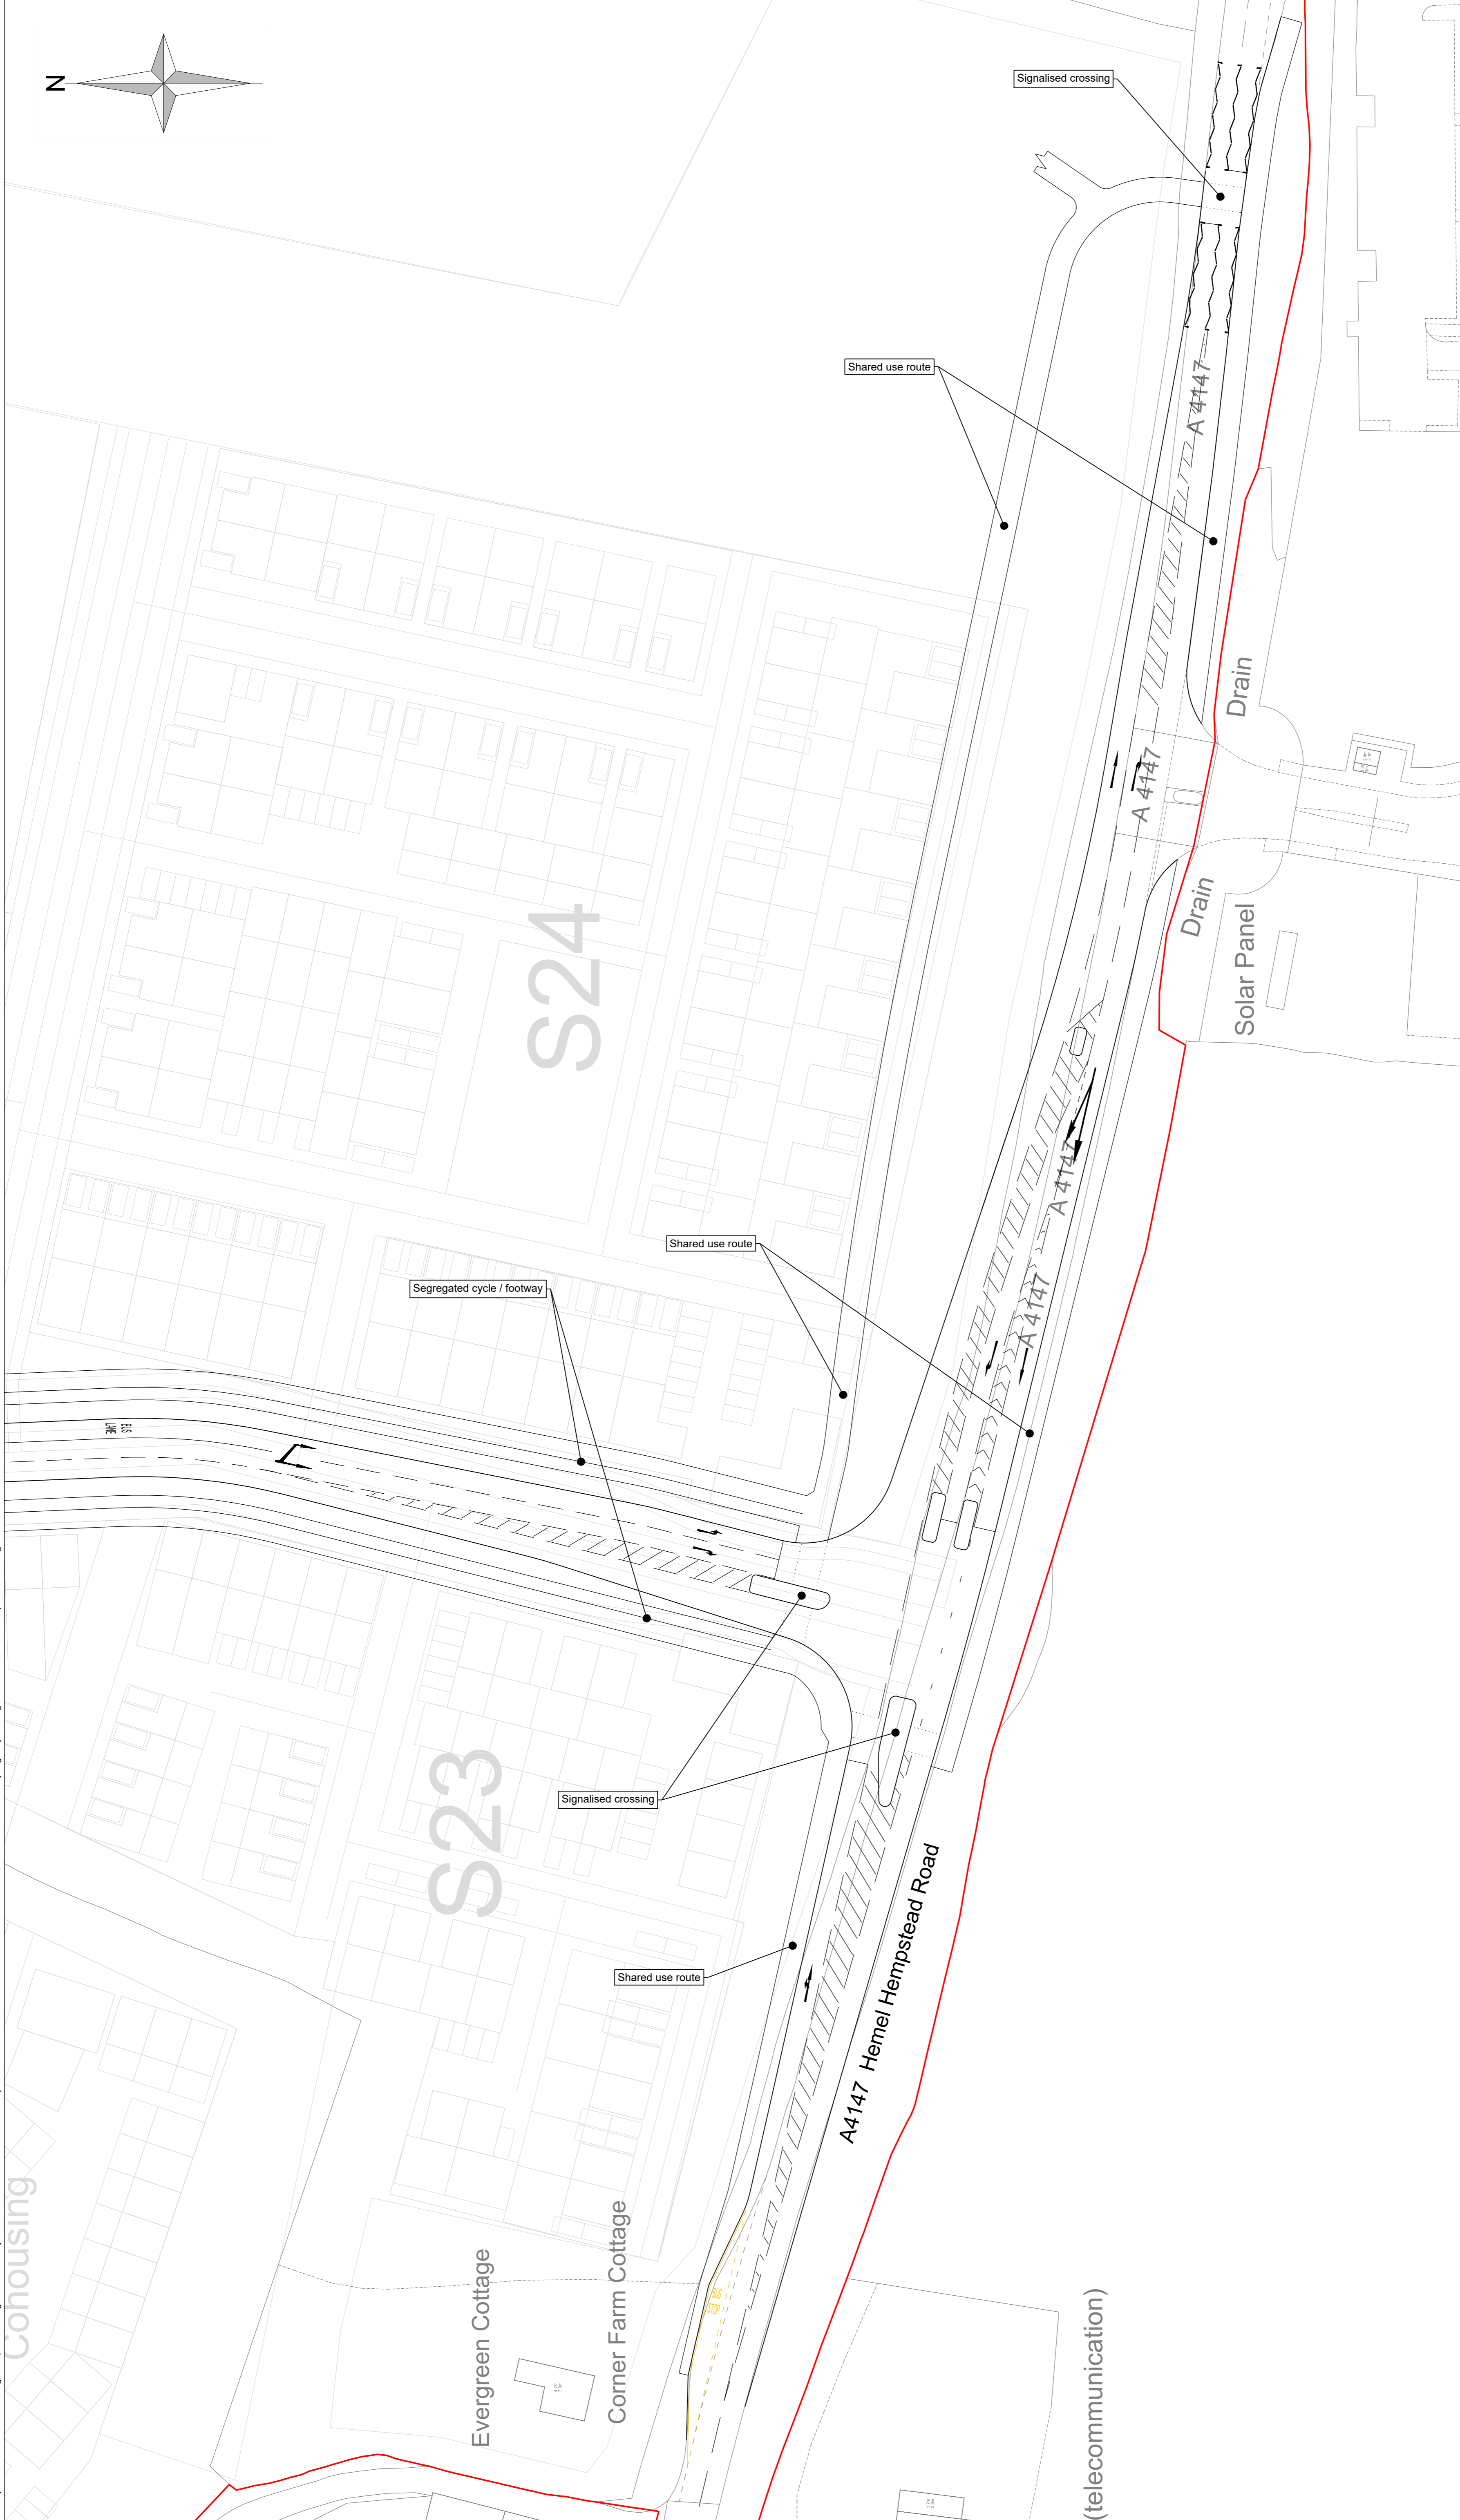 N
Signalised crossing
Shared use route
A 4147
Drain
A 4147
S24
Drain
Solar Panel
A 4147
Shared use route
A 4147
Segregated cycle / footway
BUS
LANE
S23
Signalised crossing
A4147 Hemel Hempstead Road
Shared use route
Cohousing
Evergreen Cottage
Corner Farm Cottage
BUS
STOP
(telecommunication)